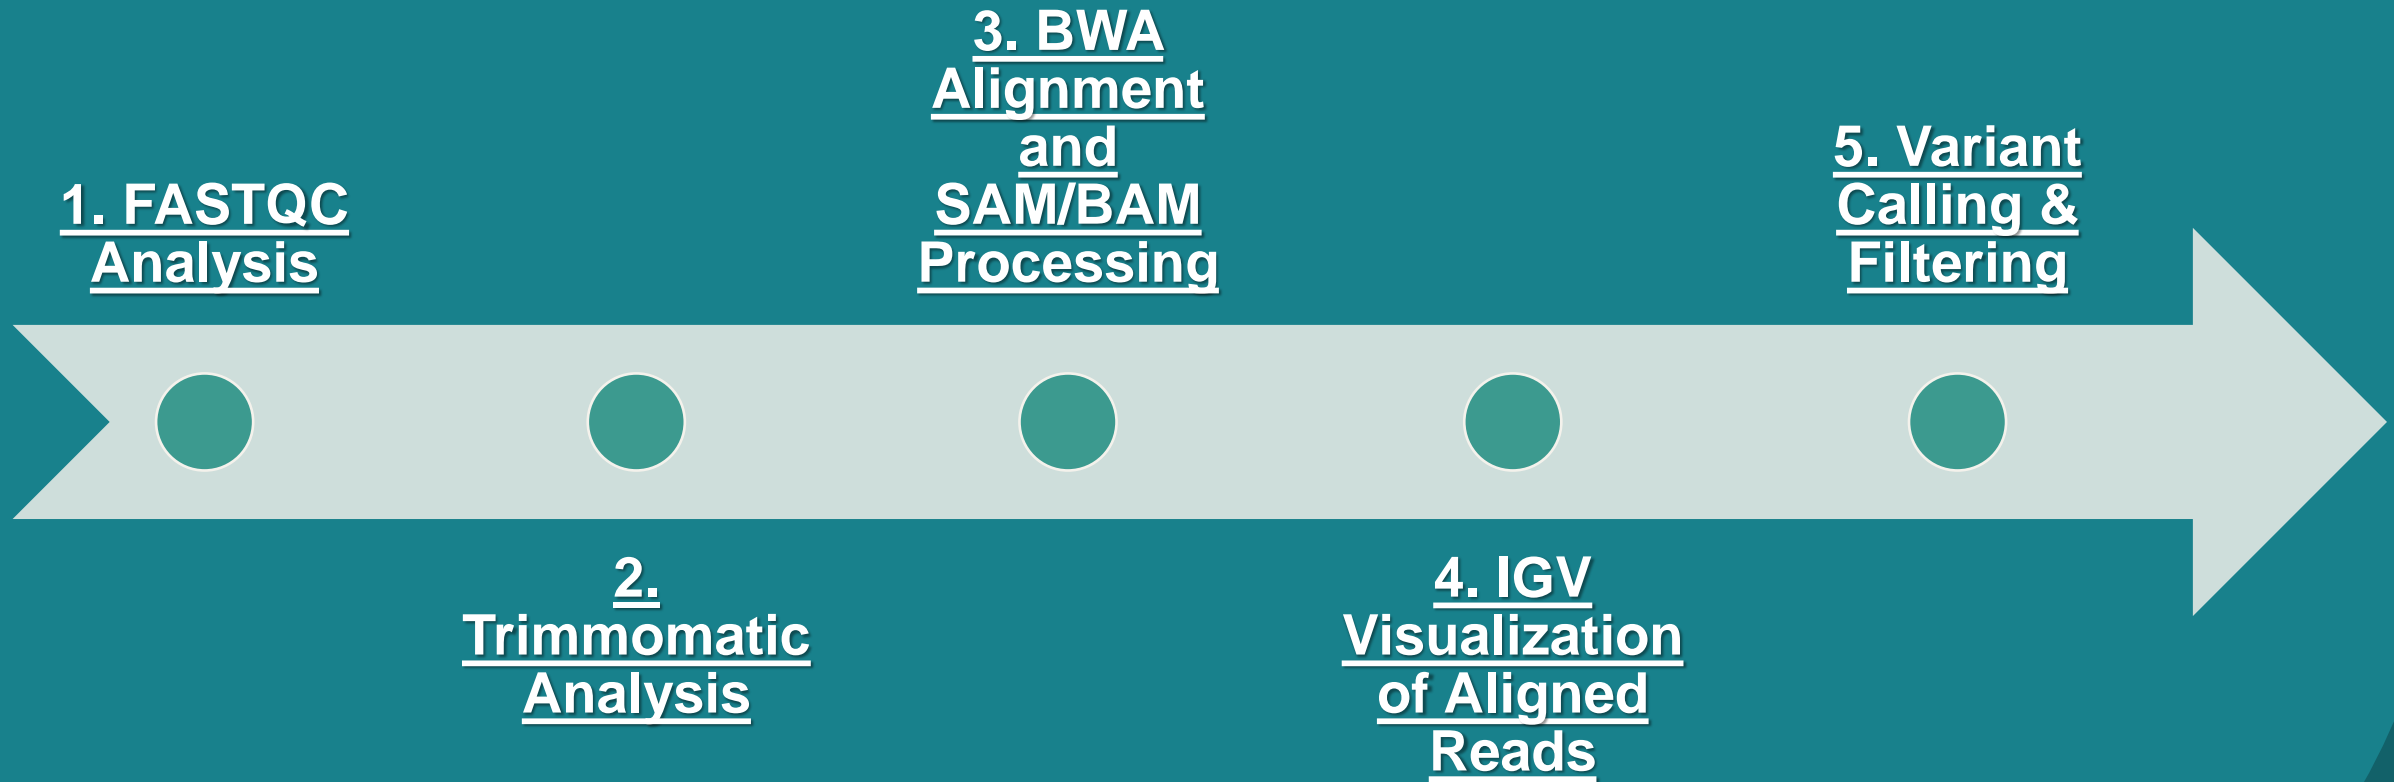 1. FASTQC
Analysis
2.
Trimmomatic
Analysis
3. BWA
Alignment
and
SAM/BAM
Processing
4. IGV
Visualization
of Aligned
Reads
5. Variant
Calling &
Filtering